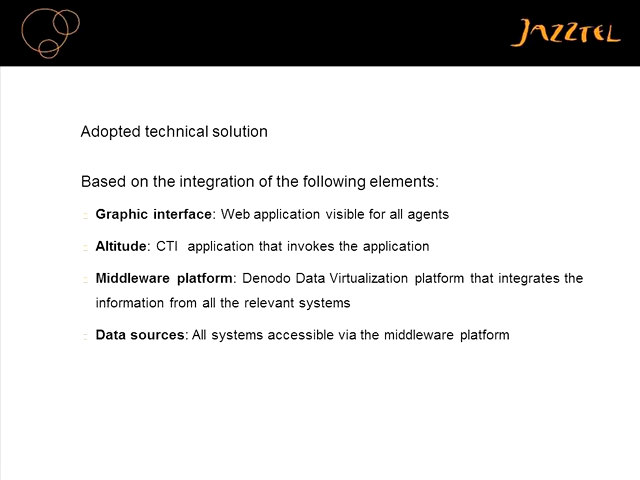 JAZZTEL
Adopted technical solution
Based on the integration of the following elements:
Graphic interface: Web application visible for all agents
Altitude: CTI application that invokes the application
Middleware platform: Denodo Data Virtualization platform that integrates the
information from all the relevant systems
Data sources: All systems accessible via the middleware platform